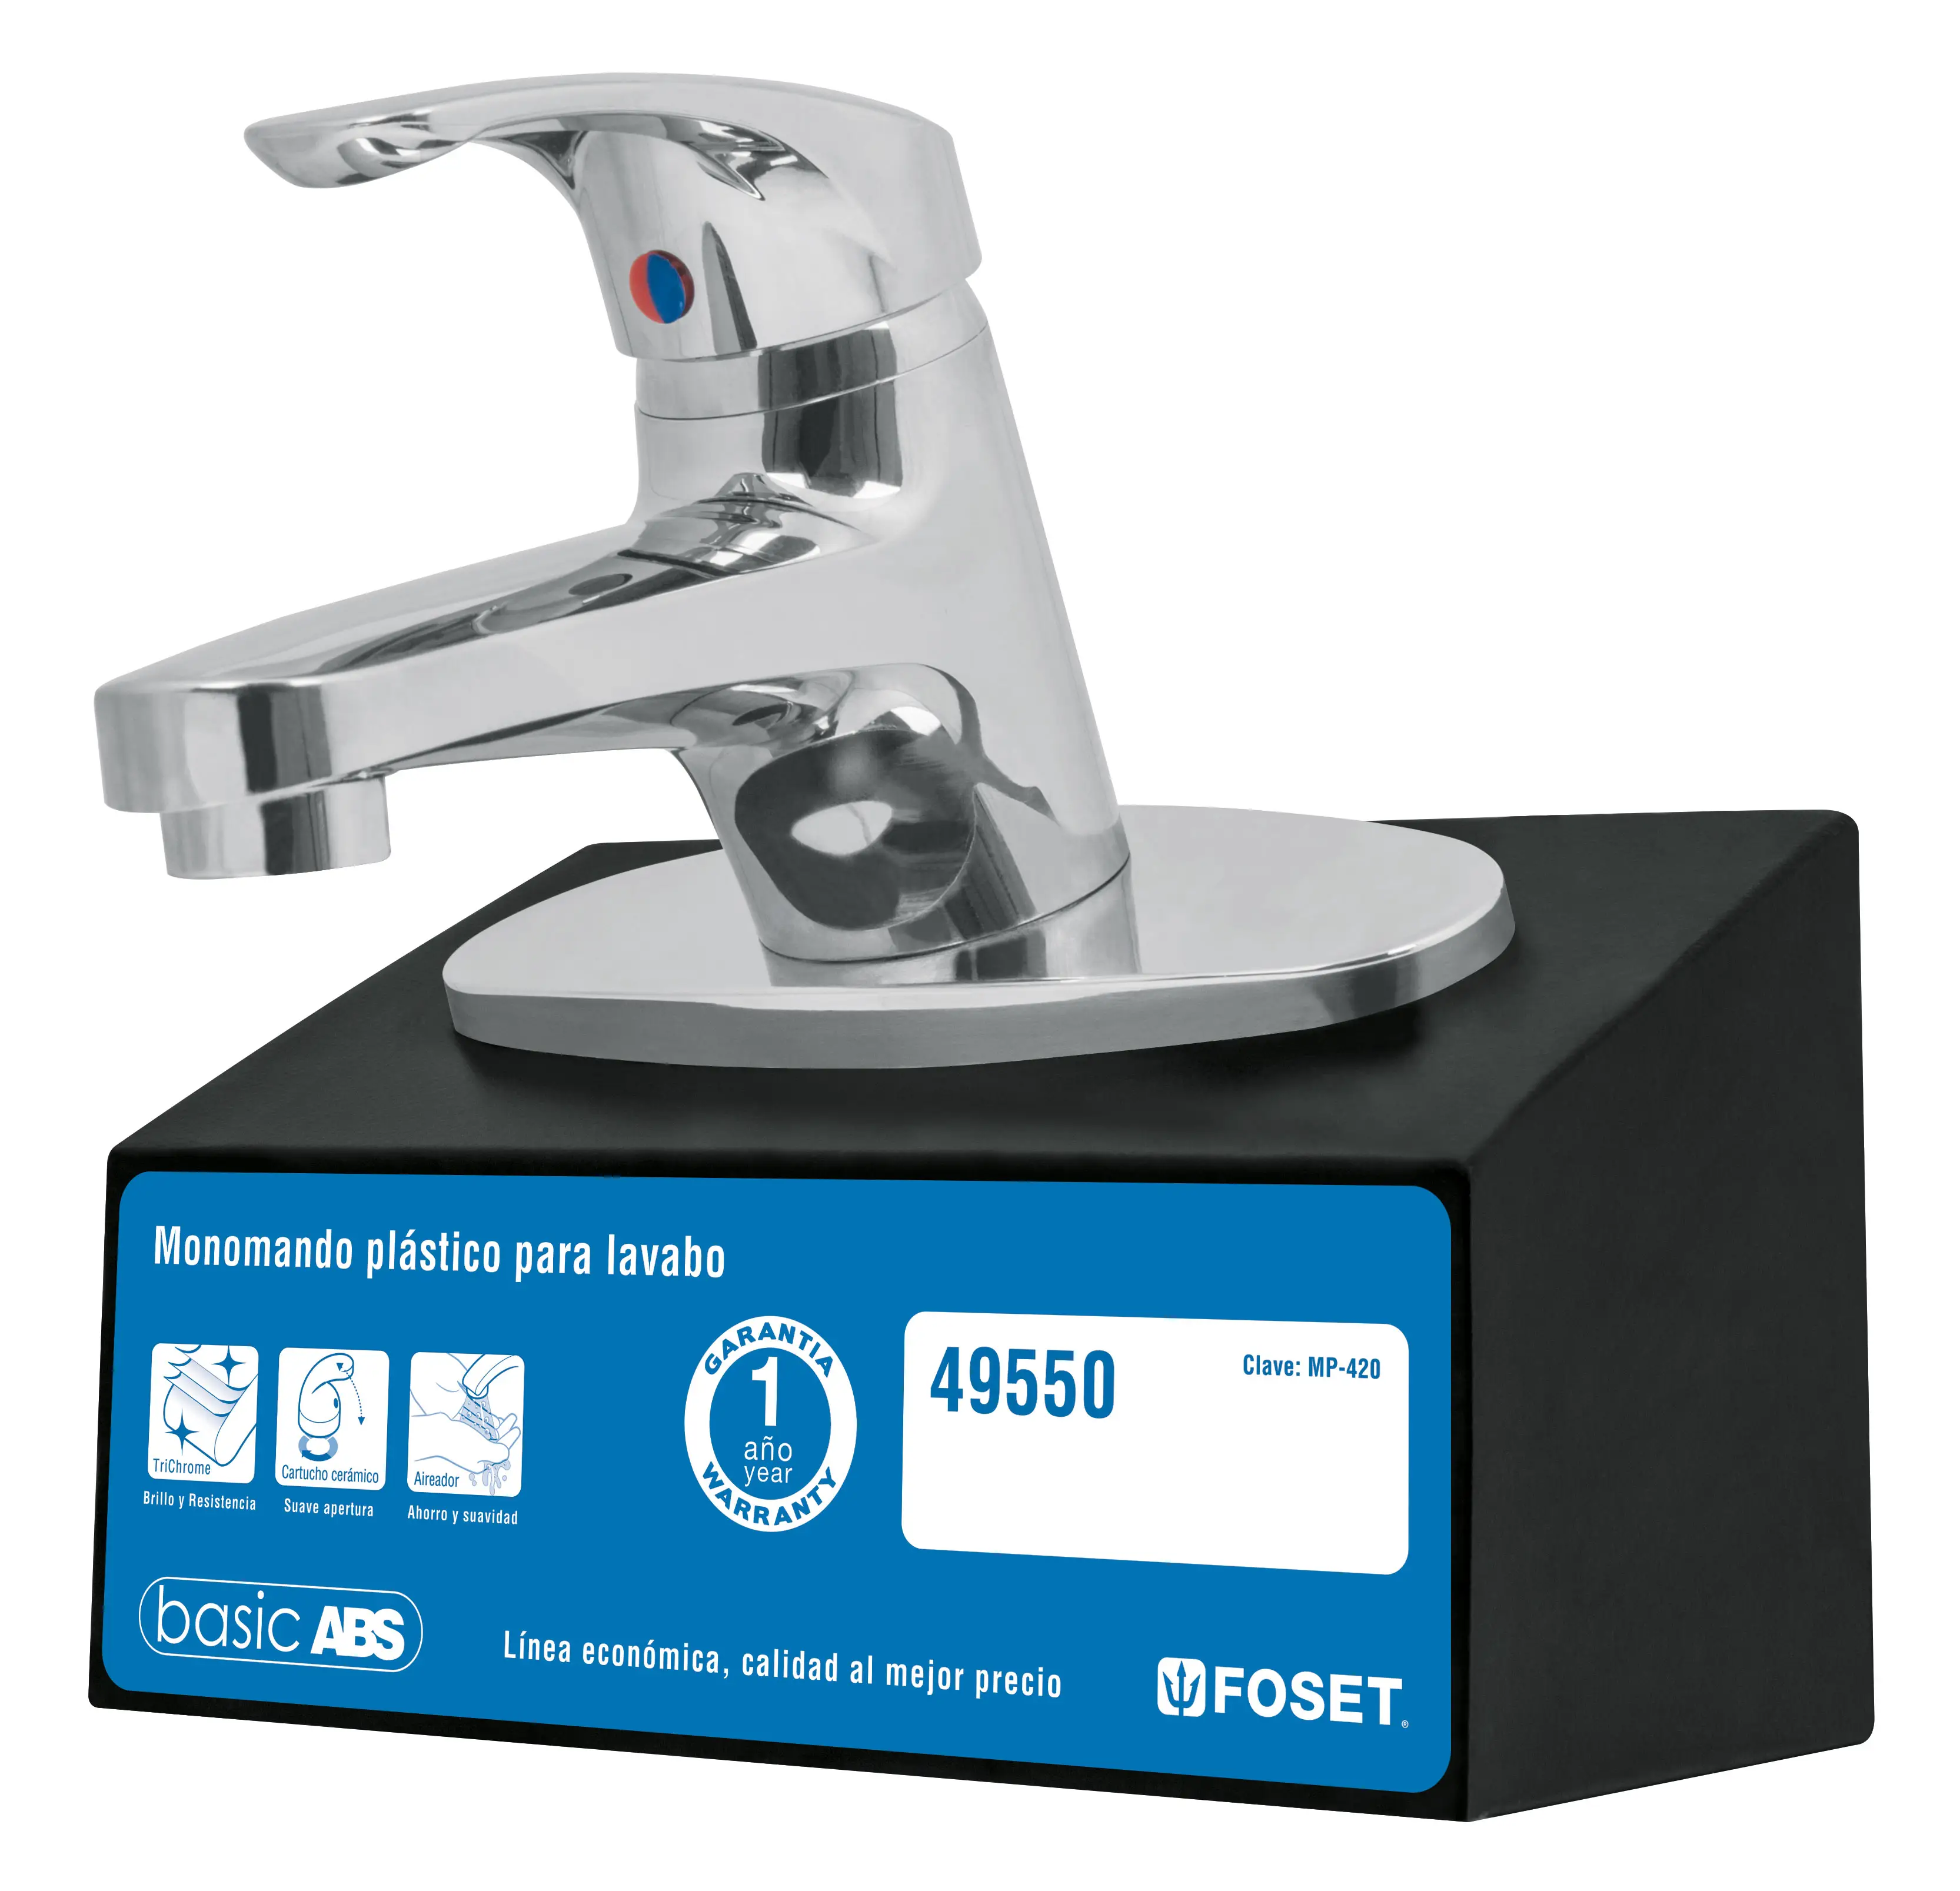 Monomando plástico para lavabo
TriChrome
Brillo y Resistencia
Cartucho cerámico
Suave apertura
Aireador
Ahorro y suavidad
GARANTIA
1
año
year
WARRANTY
49550
Clave: MP-420
basic ABS
Línea económica, calidad al mejor precio
FOSET®